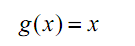 g(x) = x